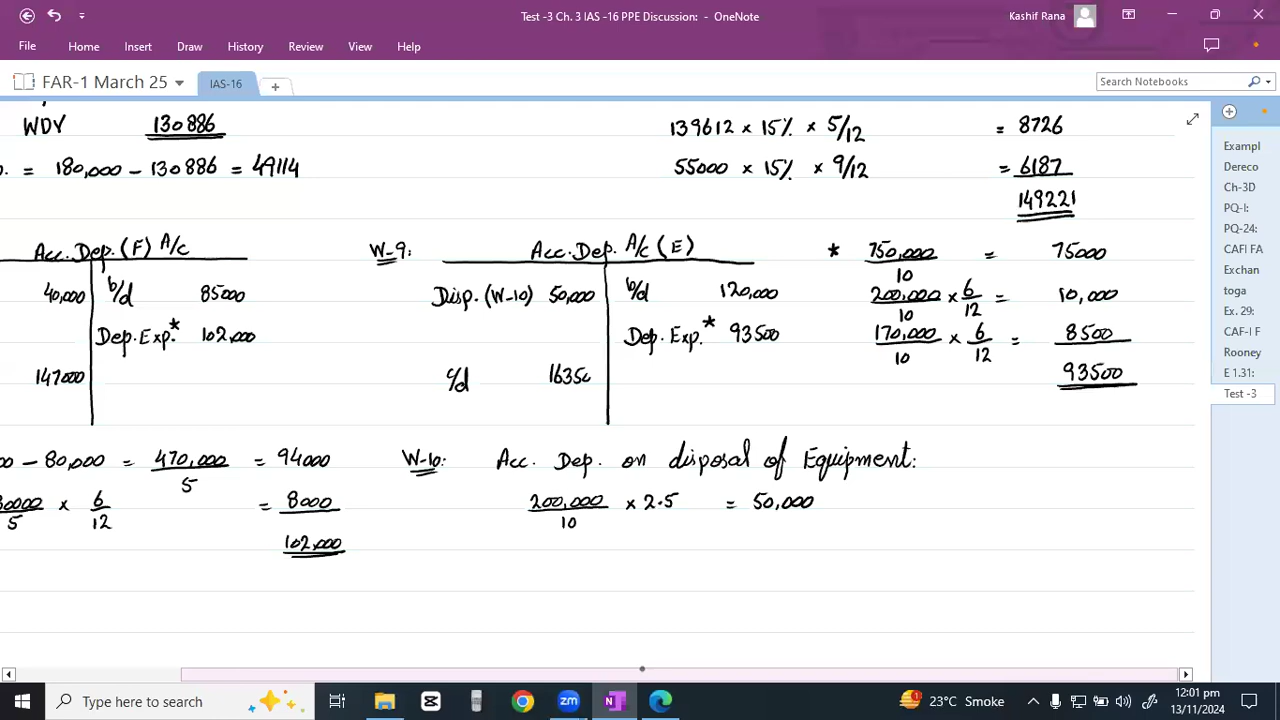 Test -3 Ch. 3 IAS -16 PPE Discussion: - OneNote
Kashif Rana
File Home Insert Draw History Review View Help
FAR-1 March 25
IAS-16
Search Notebooks
WDV 130886
139612 × 15% × 5/12 = 8726
p. = 180,000 - 130886 = 49114
55000 × 15% × 9/12 = 6187
149221
Acc. Dep. (F) A/c
40,000 b/d 85000
Dep. Exp.* 102,000
147000
W-9:
Acc. Dep. A/c (E)
Disp. (W-10) 50,000 b/d 120,000
Dep. Exp.* 93500
c/d 1635
* 750,000/10 = 75000
200,000/10 × 6/12 = 10,000
170,000/10 × 6/12 = 8500
93500
00 - 80,000 = 470,000/5 = 94000
0000/5 × 6/12 = 8000
102,000
W-10: Acc. Dep. on disposal of Equipment:
200,000/10 × 2.5 = 50,000
Exampl
Dereco
Ch-3D
PQ-I:
PQ-24:
CAFI FA
Exchan
toga
Ex. 29:
CAF-I F
Rooney
E 1.31:
Test -3
Type here to search
23°C Smoke
12:01 pm
13/11/2024